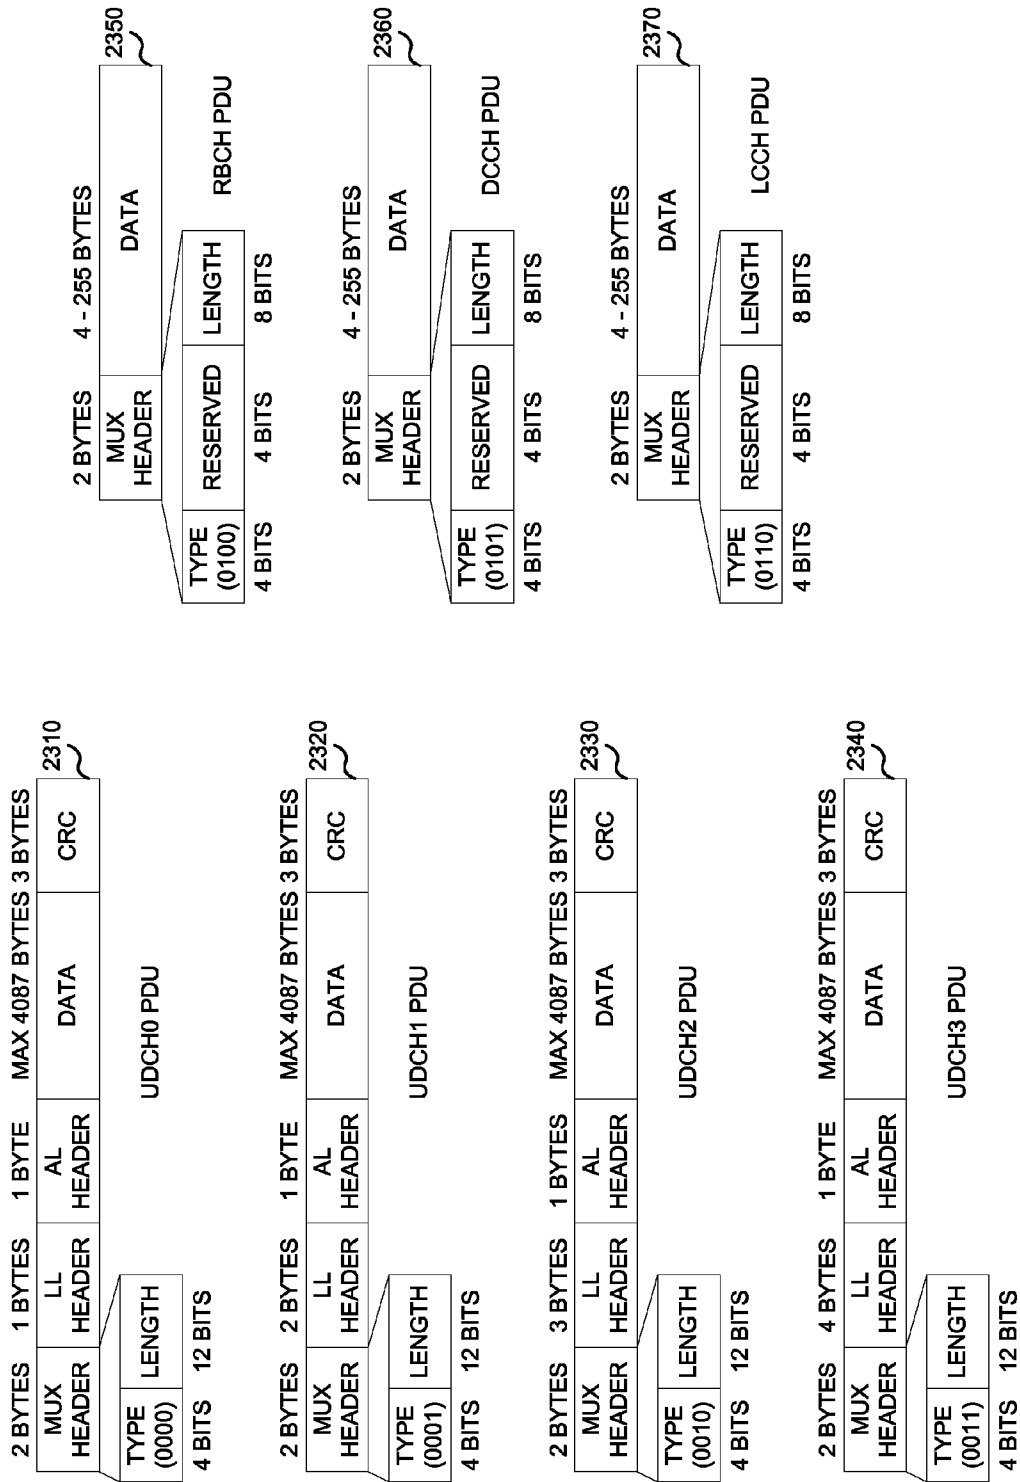 2 BYTES 1 BYTES 1 BYTE MAX 4087 BYTES 3 BYTES
MUX HEADER LL HEADER AL HEADER DATA CRC
2310
TYPE (0000) LENGTH
4 BITS 12 BITS
UDCH0 PDU
2 BYTES 2 BYTES 1 BYTE MAX 4087 BYTES 3 BYTES
MUX HEADER LL HEADER AL HEADER DATA CRC
2320
TYPE (0001) LENGTH
4 BITS 12 BITS
UDCH1 PDU
2 BYTES 3 BYTES 1 BYTES MAX 4087 BYTES 3 BYTES
MUX HEADER LL HEADER AL HEADER DATA CRC
2330
TYPE (0010) LENGTH
4 BITS 12 BITS
UDCH2 PDU
2 BYTES 4 BYTES 1 BYTE MAX 4087 BYTES 3 BYTES
MUX HEADER LL HEADER AL HEADER DATA CRC
2340
TYPE (0011) LENGTH
4 BITS 12 BITS
UDCH3 PDU
2 BYTES 4 - 255 BYTES
MUX HEADER DATA
2350
TYPE (0100) RESERVED LENGTH
4 BITS 4 BITS 8 BITS
RBCH PDU
2 BYTES 4 - 255 BYTES
MUX HEADER DATA
2360
TYPE (0101) RESERVED LENGTH
4 BITS 4 BITS 8 BITS
DCCH PDU
2 BYTES 4 - 255 BYTES
MUX HEADER DATA
2370
TYPE (0110) RESERVED LENGTH
4 BITS 4 BITS 8 BITS
LCCH PDU